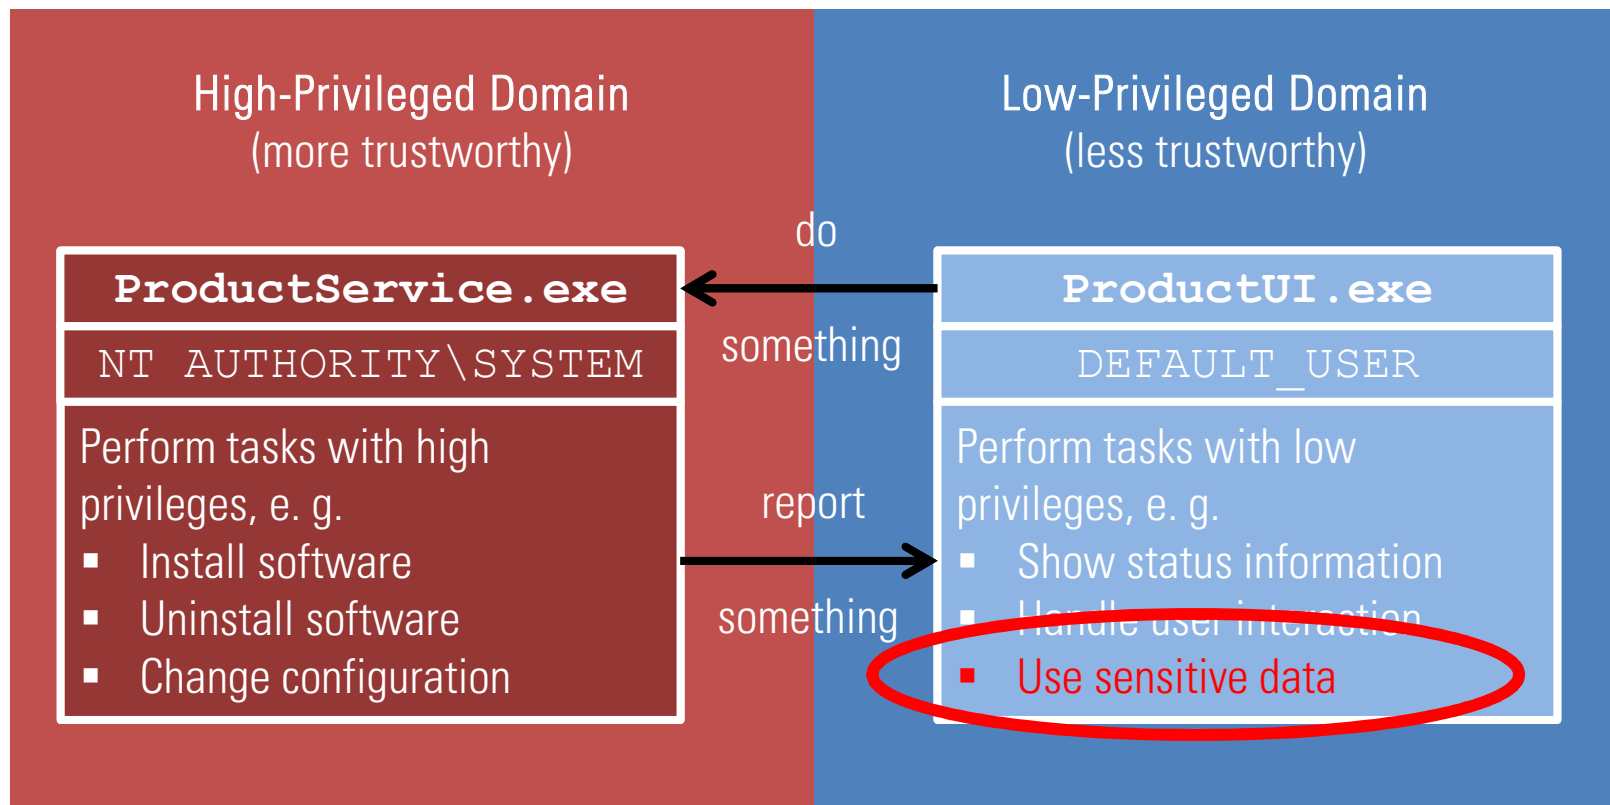 High-Privileged Domain
(more trustworthy)
Low-Privileged Domain
(less trustworthy)
ProductService.exe
NT AUTHORITY\SYSTEM
Perform tasks with high
privileges, e. g.
▪ Install software
▪ Uninstall software
▪ Change configuration
do
something
report
something
ProductUI.exe
DEFAULT_USER
Perform tasks with low
privileges, e. g.
▪ Show status information
▪ Handle user interaction
▪ Use sensitive data